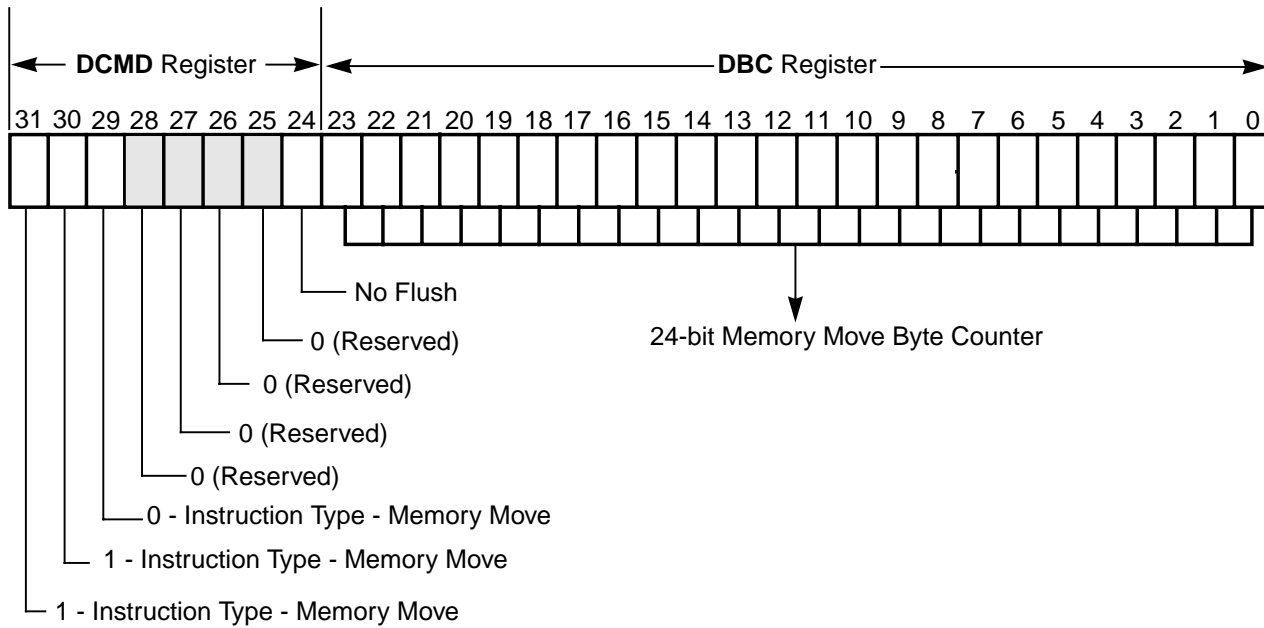 DCMD Register DBC Register
31 30 29 28 27 26 25 24 23 22 21 20 19 18 17 16 15 14 13 12 11 10 9 8 7 6 5 4 3 2 1 0
No Flush
24-bit Memory Move Byte Counter
0 (Reserved)
0 (Reserved)
0 (Reserved)
0 (Reserved)
0 - Instruction Type - Memory Move
1 - Instruction Type - Memory Move
1 - Instruction Type - Memory Move